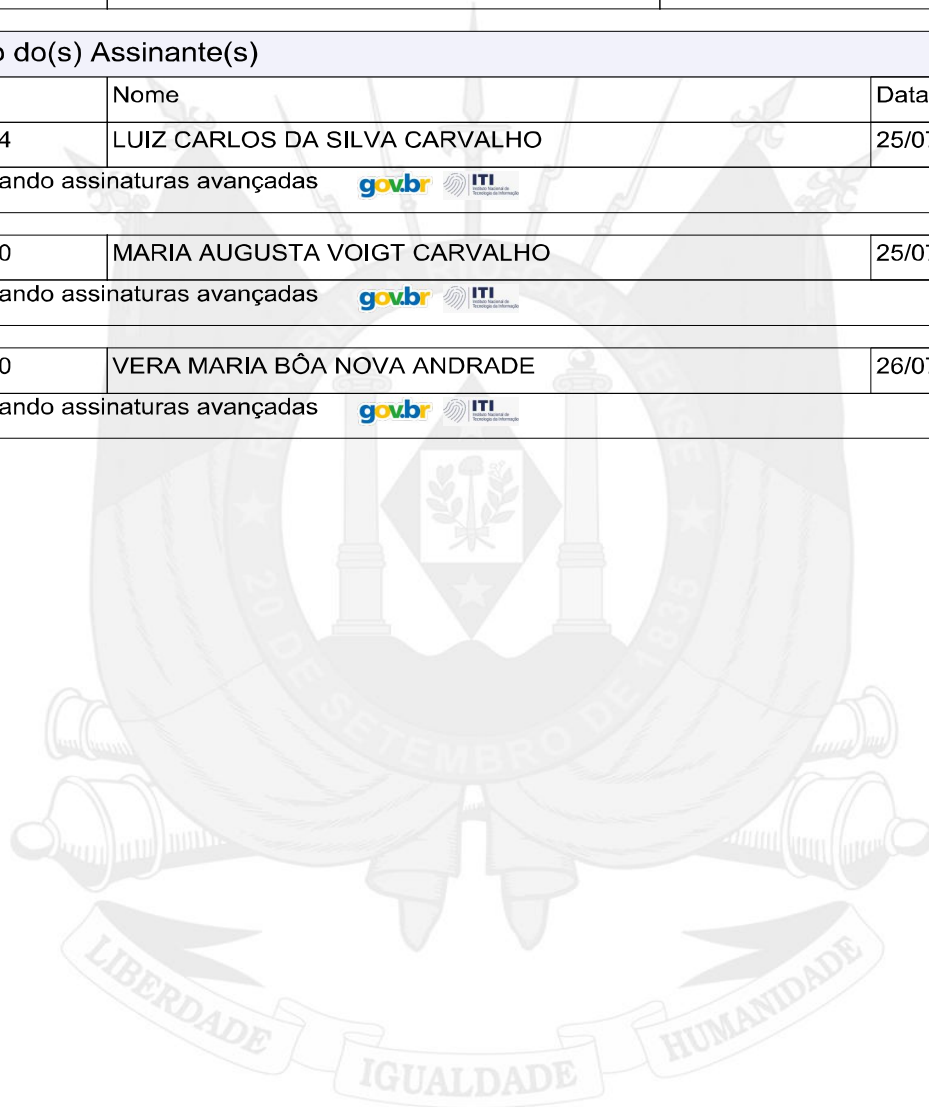 o do(s) Assinante(s)
Nome Data
4 LUIZ CARLOS DA SILVA CARVALHO 25/07
ando assinaturas avançadas gov.br ITI
0 MARIA AUGUSTA VOIGT CARVALHO 25/07
ando assinaturas avançadas gov.br ITI
0 VERA MARIA BÔA NOVA ANDRADE 26/07
ando assinaturas avançadas gov.br ITI
20 DE SETEMBRO DE 1835
LIBERDADE
IGUALDADE
HUMANIDADE